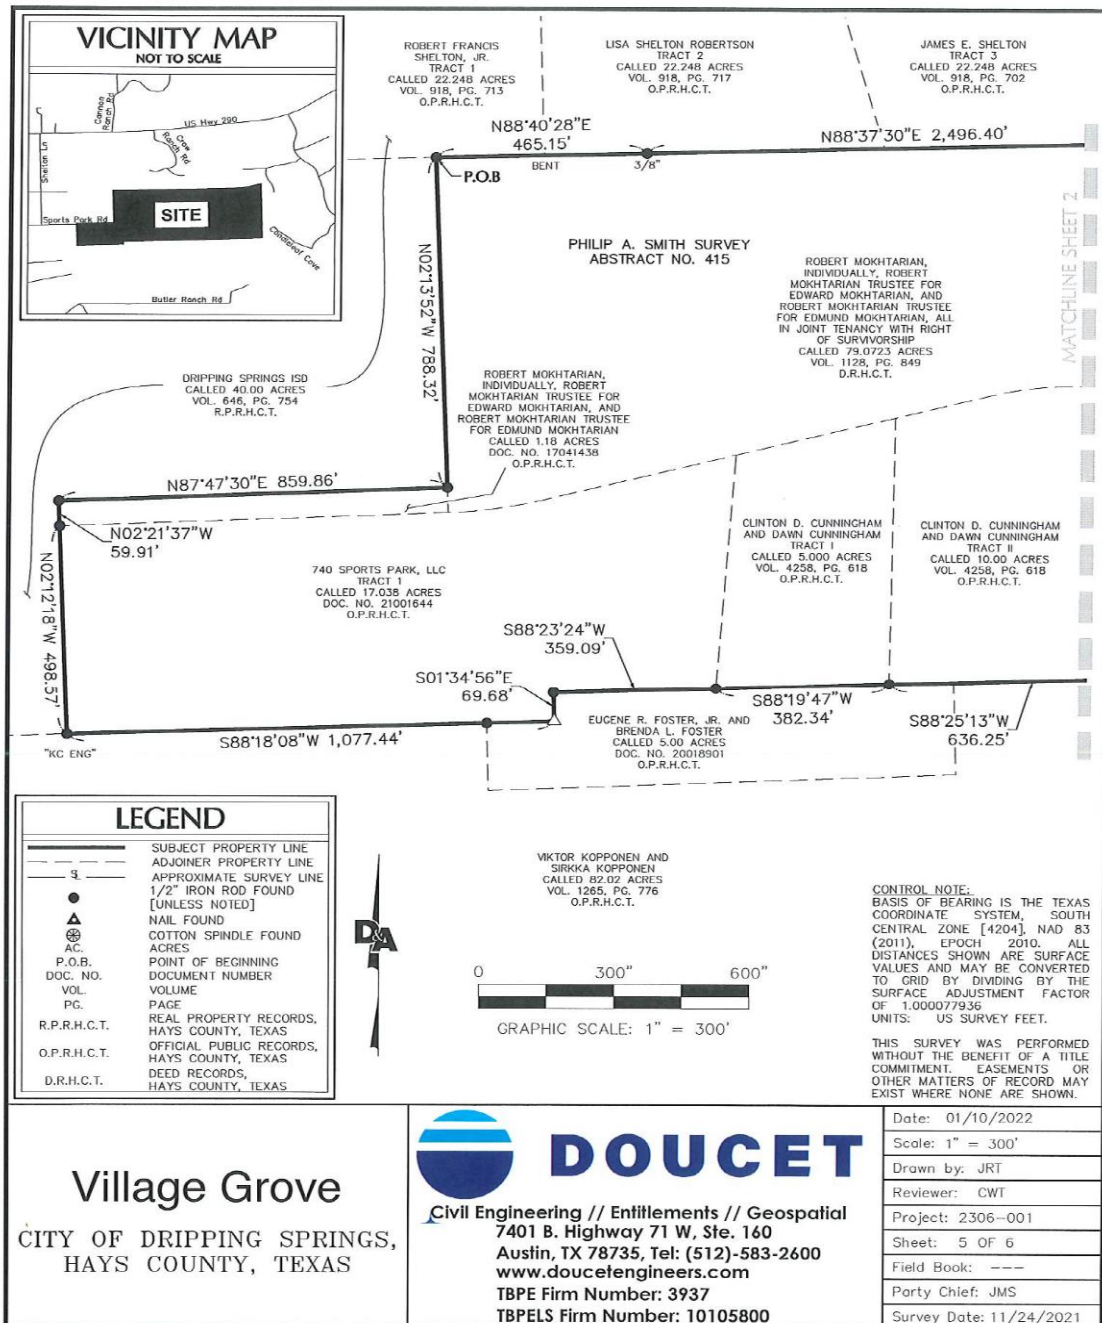 VICINITY MAP
NOT TO SCALE
Cannon
Ranch Rd
US Hwy 290
Crow
Ranch Rd
Shelton
SITE
Sports Park Rd
Butler Ranch Rd
ROBERT FRANCIS
SHELTON, JR.
TRACT 1
CALLED 22.248 ACRES
VOL. 918, PG. 713
O.P.R.H.C.T.
LISA SHELTON ROBERTSON
TRACT 2
CALLED 22.248 ACRES
VOL. 918, PG. 717
O.P.R.H.C.T.
JAMES E. SHELTON
TRACT 3
CALLED 22.248 ACRES
VOL. 918, PG. 702
O.P.R.H.C.T.
N88°40'28"E
465.15'
N88°37'30"E 2,496.40'
BENT
3/8"
P.O.B
MATCHLINE SHEET 2
PHILIP A. SMITH SURVEY
ABSTRACT NO. 415
N02°13'52"W 788.32'
ROBERT MOKHTARIAN,
INDIVIDUALLY, ROBERT
MOKHTARIAN TRUSTEE FOR
EDWARD MOKHTARIAN, AND
ROBERT MOKHTARIAN TRUSTEE
FOR EDMUND MOKHTARIAN, ALL
IN JOINT TENANCY WITH RIGHT
OF SURVIVORSHIP
CALLED 79.0723 ACRES
VOL. 1128, PG. 849
D.R.H.C.T.
DRIPPING SPRINGS ISD
CALLED 40.00 ACRES
VOL. 646, PG. 754
R.P.R.H.C.T.
ROBERT MOKHTARIAN,
INDIVIDUALLY, ROBERT
MOKHTARIAN TRUSTEE FOR
EDWARD MOKHTARIAN, AND
ROBERT MOKHTARIAN TRUSTEE
FOR EDMUND MOKHTARIAN
CALLED 1.18 ACRES
DOC. NO. 17041438
O.P.R.H.C.T.
N87°47'30"E 859.86'
N02°21'37"W
59.91'
N02°12'18"W 498.57'
740 SPORTS PARK, LLC
TRACT 1
CALLED 17.038 ACRES
DOC. NO. 21001644
O.P.R.H.C.T.
CLINTON D. CUNNINGHAM
AND DAWN CUNNINGHAM
TRACT I
CALLED 5.000 ACRES
VOL. 4258, PG. 618
O.P.R.H.C.T.
CLINTON D. CUNNINGHAM
AND DAWN CUNNINGHAM
TRACT II
CALLED 10.00 ACRES
VOL. 4258, PG. 618
O.P.R.H.C.T.
S88°23'24"W
359.09'
S01°34'56"E
69.68'
S88°19'47"W
382.34'
S88°25'13"W
636.25'
"KC ENG"
S88°18'08"W 1,077.44'
EUGENE R. FOSTER, JR. AND
BRENDA L. FOSTER
CALLED 5.00 ACRES
DOC. NO. 20018901
O.P.R.H.C.T.
LEGEND
SUBJECT PROPERTY LINE
ADJOINER PROPERTY LINE
APPROXIMATE SURVEY LINE
1/2" IRON ROD FOUND
[UNLESS NOTED]
NAIL FOUND
COTTON SPINDLE FOUND
AC. ACRES
P.O.B. POINT OF BEGINNING
DOC. NO. DOCUMENT NUMBER
VOL. VOLUME
PG. PAGE
R.P.R.H.C.T. REAL PROPERTY RECORDS,
HAYS COUNTY, TEXAS
O.P.R.H.C.T. OFFICIAL PUBLIC RECORDS,
HAYS COUNTY, TEXAS
D.R.H.C.T. DEED RECORDS,
HAYS COUNTY, TEXAS
D&A
VIKTOR KOPPONEN AND
SIRKKA KOPPONEN
CALLED 82.02 ACRES
VOL. 1265, PG. 776
O.P.R.H.C.T.
0 300" 600"
GRAPHIC SCALE: 1" = 300'
CONTROL NOTE:
BASIS OF BEARING IS THE TEXAS
COORDINATE SYSTEM, SOUTH
CENTRAL ZONE [4204], NAD 83
(2011), EPOCH 2010. ALL
DISTANCES SHOWN ARE SURFACE
VALUES AND MAY BE CONVERTED
TO GRID BY DIVIDING BY THE
SURFACE ADJUSTMENT FACTOR
OF 1.000077936
UNITS: US SURVEY FEET.
THIS SURVEY WAS PERFORMED
WITHOUT THE BENEFIT OF A TITLE
COMMITMENT. EASEMENTS OR
OTHER MATTERS OF RECORD MAY
EXIST WHERE NONE ARE SHOWN.
Village Grove
CITY OF DRIPPING SPRINGS,
HAYS COUNTY, TEXAS
DOUCET
Civil Engineering // Entitlements // Geospatial
7401 B. Highway 71 W, Ste. 160
Austin, TX 78735, Tel: (512)-583-2600
www.doucetengineers.com
TBPE Firm Number: 3937
TBPELS Firm Number: 10105800
Date: 01/10/2022
Scale: 1" = 300'
Drawn by: JRT
Reviewer: CWT
Project: 2306-001
Sheet: 5 OF 6
Field Book: ---
Party Chief: JMS
Survey Date: 11/24/2021